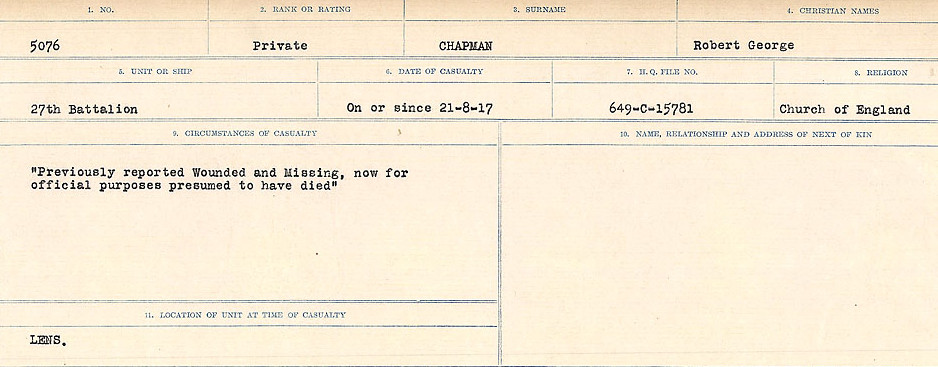 1. NO. 2. RANK OR RATING 3. SURNAME 4. CHRISTIAN NAMES
5076 Private CHAPMAN Robert George
5. UNIT OR SHIP 6. DATE OF CASUALTY 7. H.Q. FILE NO. 8. RELIGION
27th Battalion On or since 21-8-17 649-C-15781 Church of England
9. CIRCUMSTANCES OF CASUALTY
"Previously reported Wounded and Missing, now for
official purposes presumed to have died"
10. NAME, RELATIONSHIP AND ADDRESS OF NEXT OF KIN
11. LOCATION OF UNIT AT TIME OF CASUALTY
LENS.